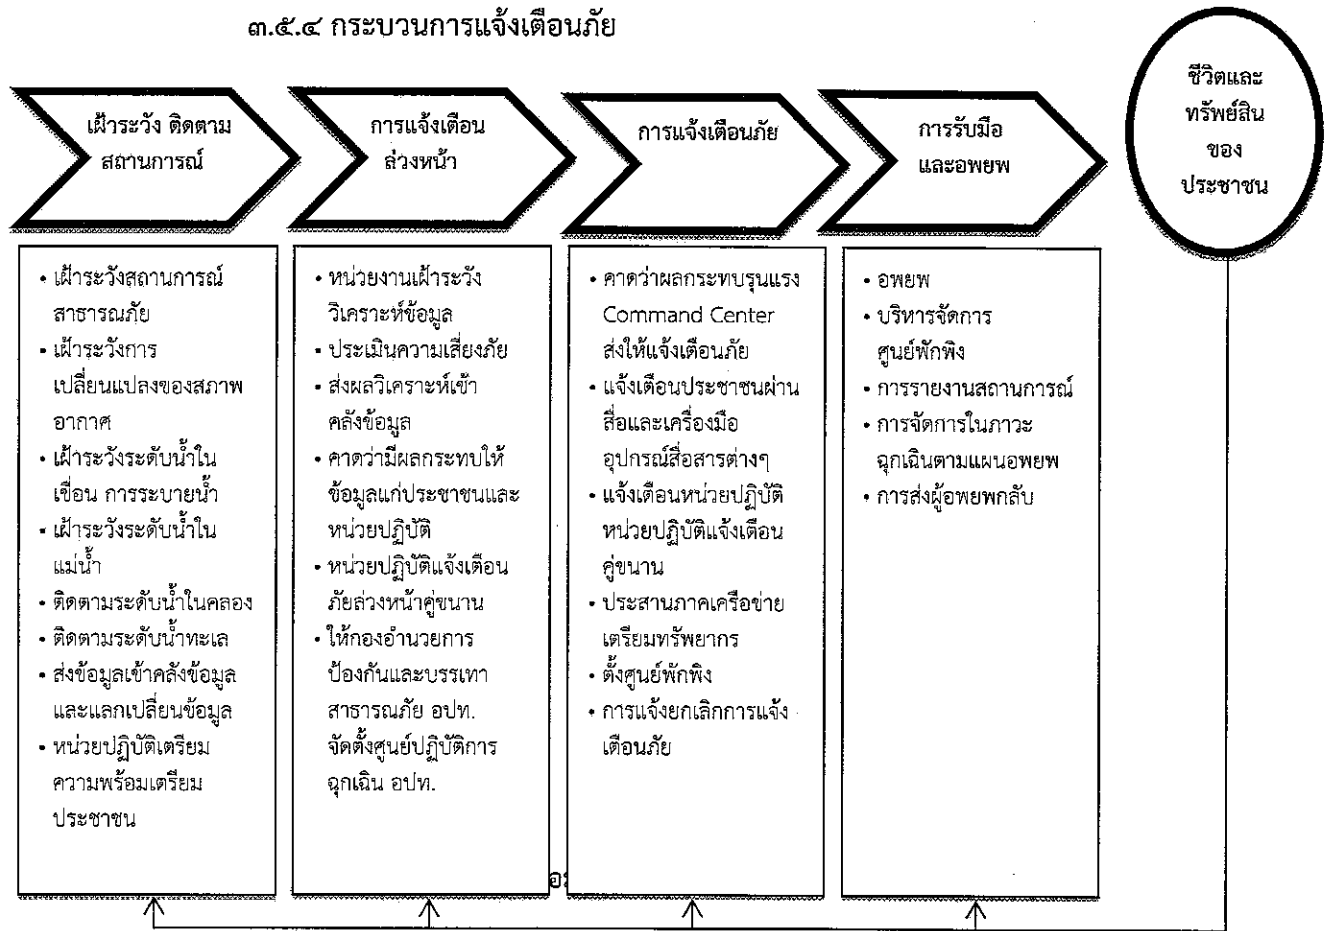 ๓.๕.๔ กระบวนการแจ้งเตือนภัย
เฝ้าระวัง ติดตาม
สถานการณ์
การแจ้งเตือน
ล่วงหน้า
การแจ้งเตือนภัย
การรับมือ
และอพยพ
ชีวิตและ
ทรัพย์สิน
ของ
ประชาชน
• เฝ้าระวังสถานการณ์
สาธารณภัย
• เฝ้าระวังการ
เปลี่ยนแปลงของสภาพ
อากาศ
• เฝ้าระวังระดับน้ำใน
เขื่อน การระบายน้ำ
• เฝ้าระวังระดับน้ำใน
แม่น้ำ
• ติดตามระดับน้ำในคลอง
• ติดตามระดับน้ำทะเล
• ส่งข้อมูลเข้าคลังข้อมูล
และแลกเปลี่ยนข้อมูล
• หน่วยปฏิบัติเตรียม
ความพร้อมเตรียม
ประชาชน
• หน่วยงานเฝ้าระวัง
วิเคราะห์ข้อมูล
• ประเมินความเสี่ยงภัย
• ส่งผลวิเคราะห์เข้า
คลังข้อมูล
• คาดว่ามีผลกระทบให้
ข้อมูลแก่ประชาชนและ
หน่วยปฏิบัติ
• หน่วยปฏิบัติแจ้งเตือน
ภัยล่วงหน้าคู่ขนาน
• ให้กองอำนวยการ
ป้องกันและบรรเทา
สาธารณภัย อปท.
จัดตั้งศูนย์ปฏิบัติการ
ฉุกเฉิน อปท.
• คาดว่าผลกระทบรุนแรง
Command Center
ส่งให้แจ้งเตือนภัย
• แจ้งเตือนประชาชนผ่าน
สื่อและเครื่องมือ
อุปกรณ์สื่อสารต่างๆ
• แจ้งเตือนหน่วยปฏิบัติ
หน่วยปฏิบัติแจ้งเตือน
คู่ขนาน
• ประสานภาคเครือข่าย
เตรียมทรัพยากร
• ตั้งศูนย์พักพิง
• การแจ้งยกเลิกการแจ้ง
เตือนภัย
• อพยพ
• บริหารจัดการ
ศูนย์พักพิง
• การรายงานสถานการณ์
• การจัดการในภาวะ
ฉุกเฉินตามแผนอพยพ
• การส่งผู้อพยพกลับ